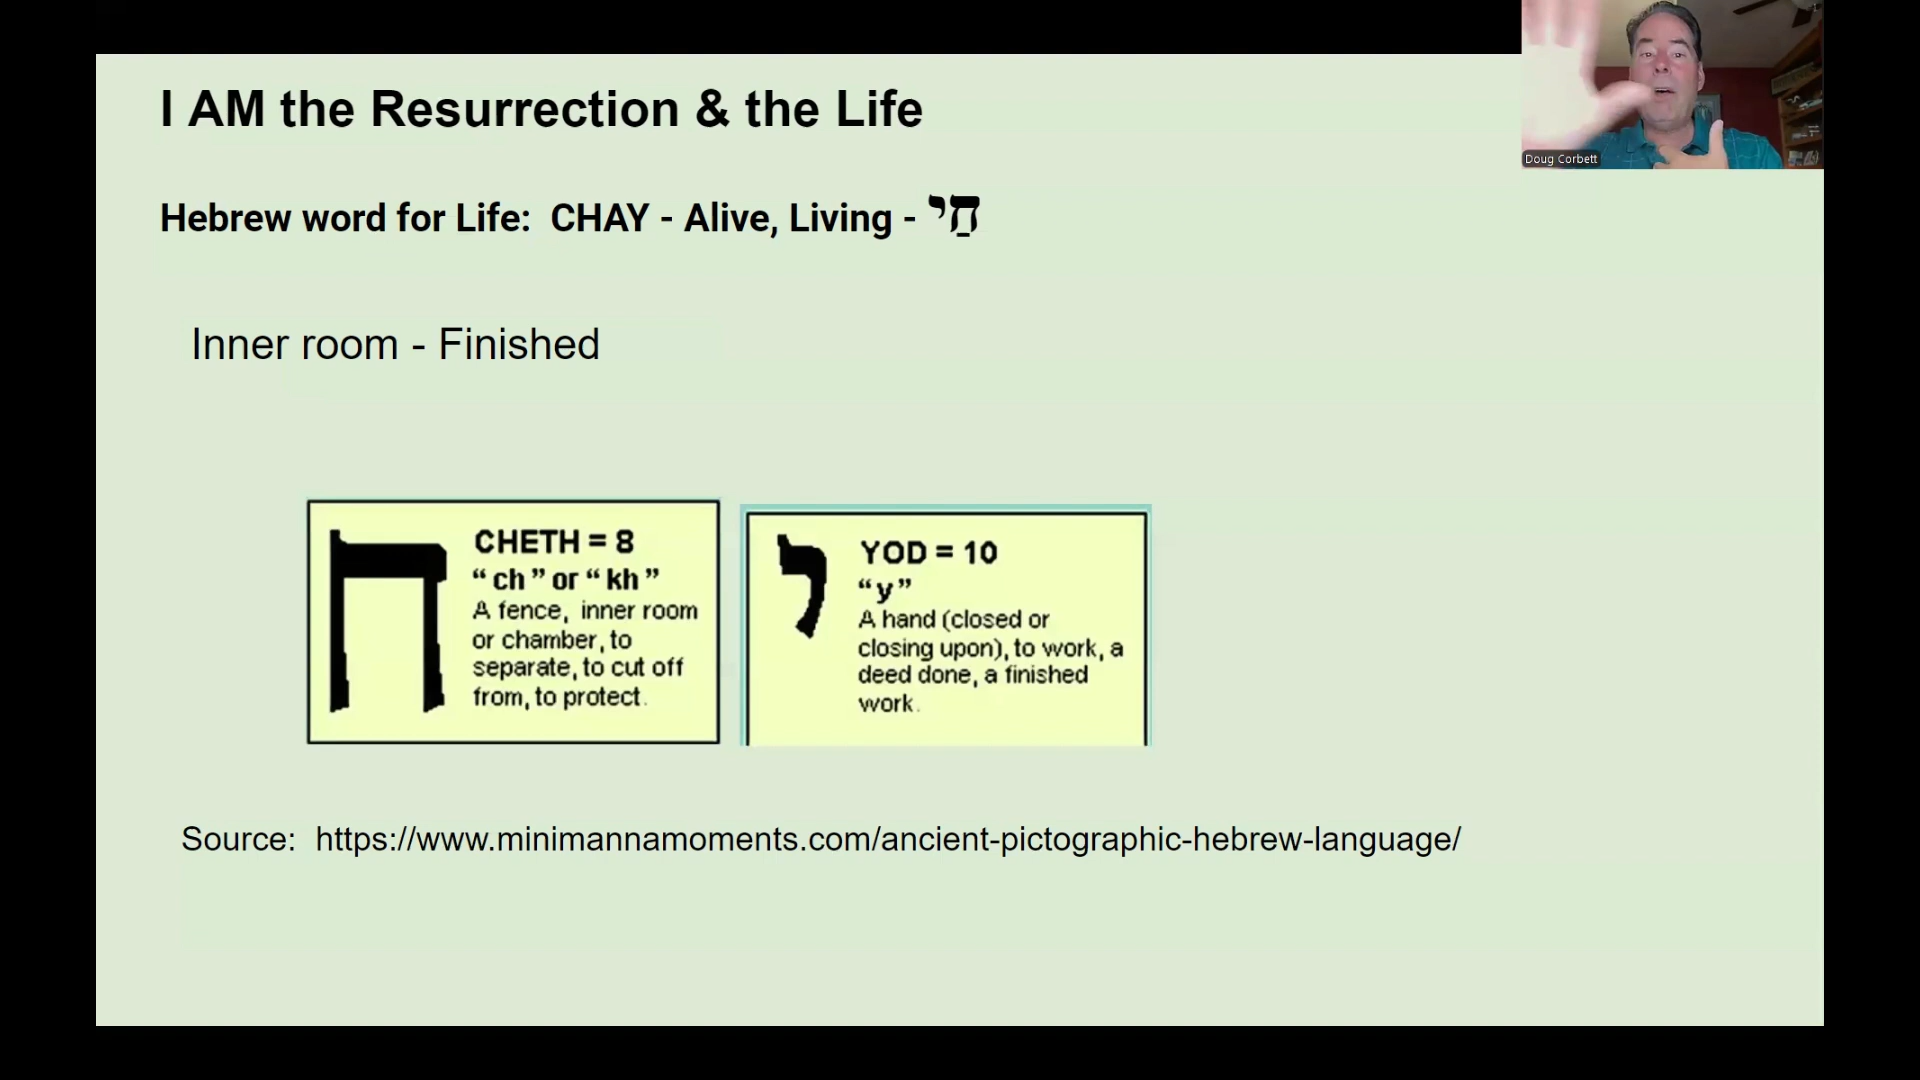 I AM the Resurrection & the Life
Doug Corbett
Hebrew word for Life: CHAY - Alive, Living - חַי
Inner room - Finished
ח
CHETH = 8
“ch” or “kh”
A fence, inner room
or chamber, to
separate, to cut off
from, to protect.
י
YOD = 10
“y”
A hand (closed or
closing upon), to work, a
deed done, a finished
work.
Source: https://www.minimannamoments.com/ancient-pictographic-hebrew-language/